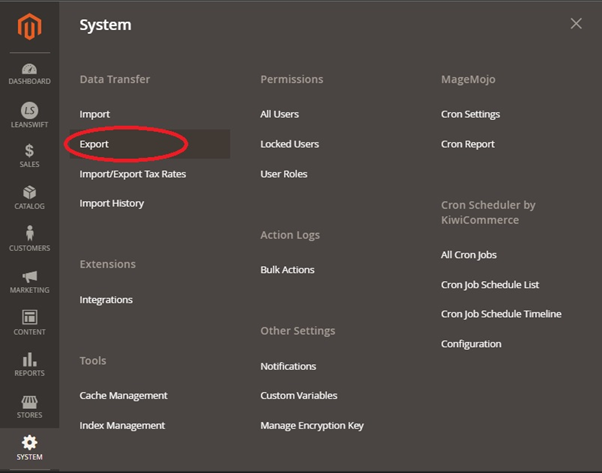 System
DASHBOARD
LS
LEANSWIFT
$
SALES
CATALOG
CUSTOMERS
MARKETING
CONTENT
REPORTS
STORES
SYSTEM
Data Transfer
Import
Export
Import/Export Tax Rates
Import History
Extensions
Integrations
Tools
Cache Management
Index Management
Permissions
All Users
Locked Users
User Roles
Action Logs
Bulk Actions
Other Settings
Notifications
Custom Variables
Manage Encryption Key
MageMojo
Cron Settings
Cron Report
Cron Scheduler by
KiwiCommerce
All Cron Jobs
Cron Job Schedule List
Cron Job Schedule Timeline
Configuration